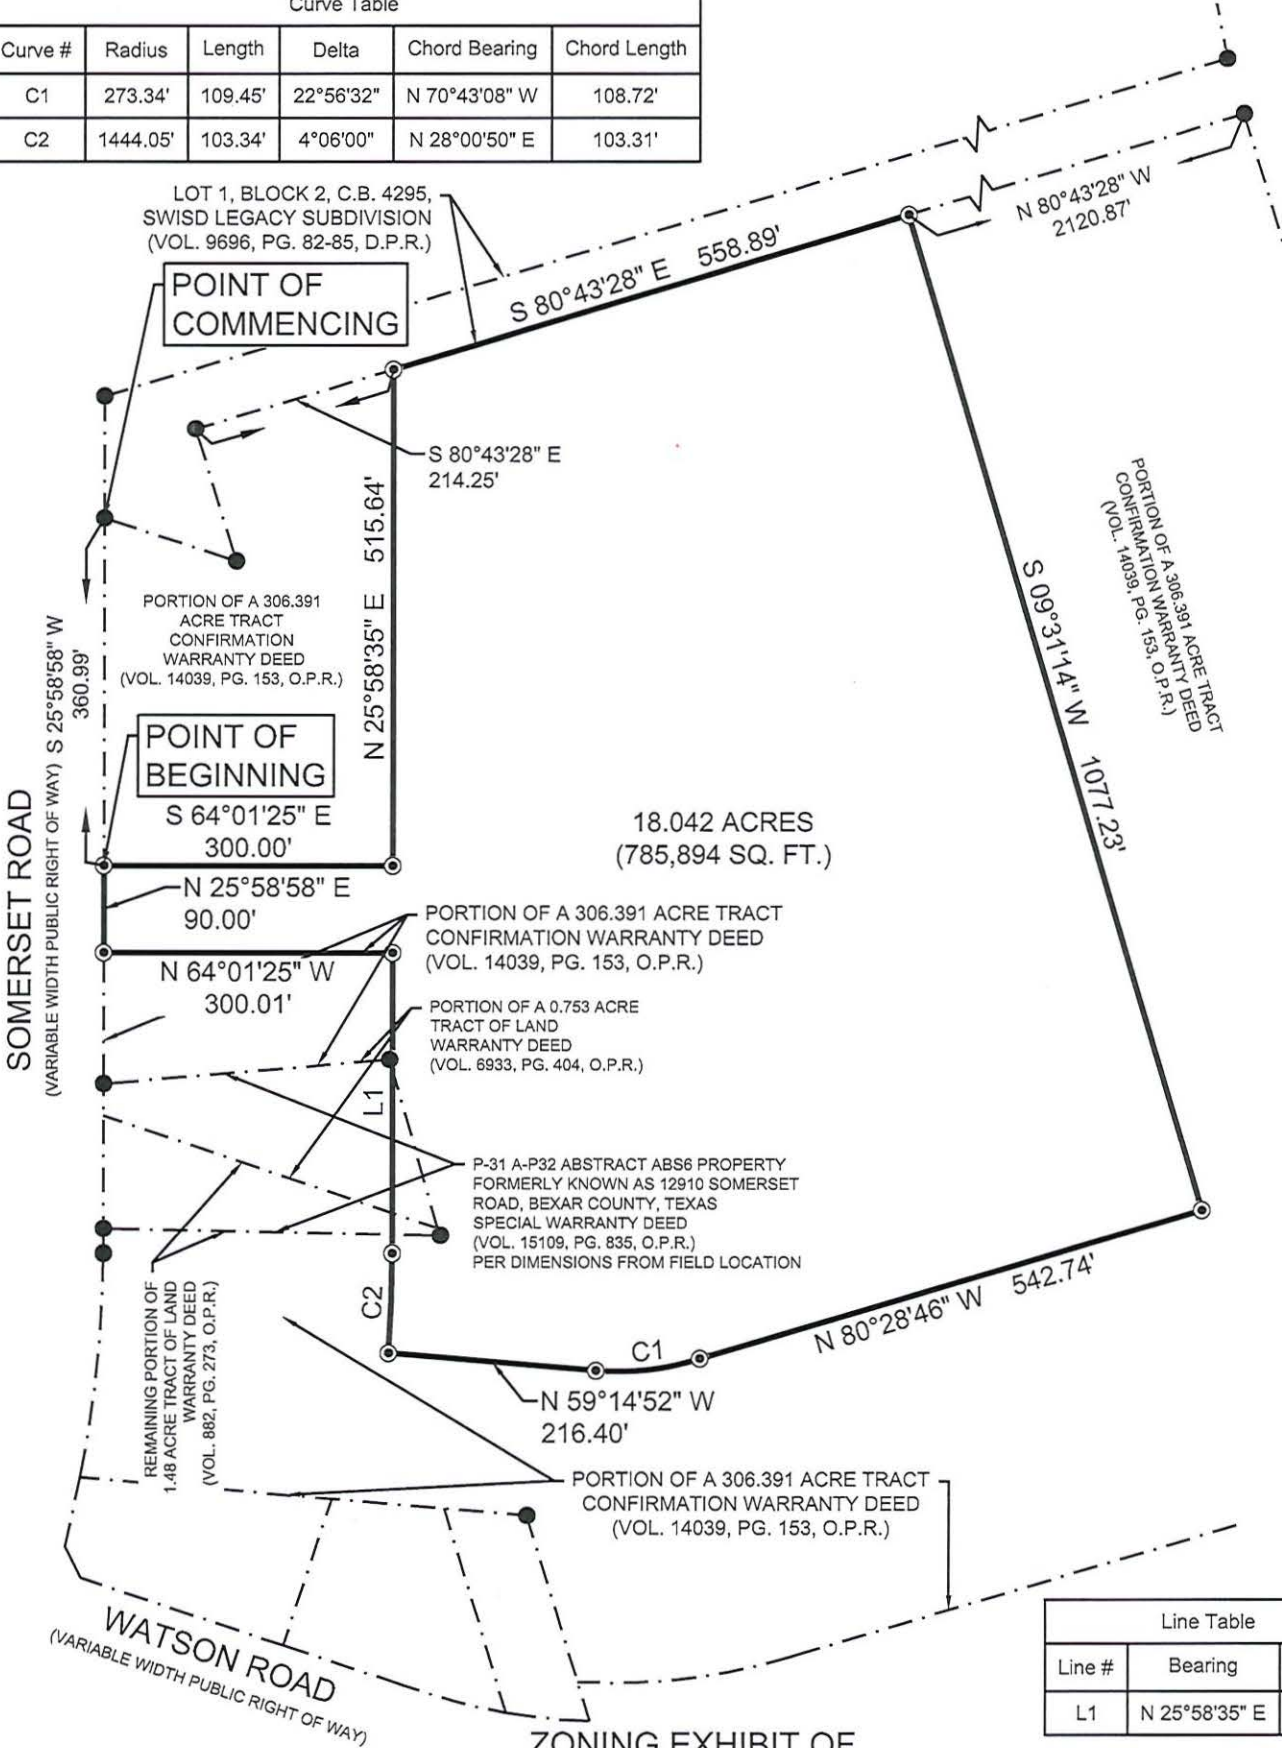 Curve Table
Curve # Radius Length Delta Chord Bearing Chord Length
C1 273.34' 109.45' 22°56'32" N 70°43'08" W 108.72'
C2 1444.05' 103.34' 4°06'00" N 28°00'50" E 103.31'
LOT 1, BLOCK 2, C.B. 4295,
SWISD LEGACY SUBDIVISION
(VOL. 9696, PG. 82-85, D.P.R.)
POINT OF
COMMENCING
S 80°43'28" E 558.89'
N 80°43'28" W
2120.87'
S 80°43'28" E
214.25'
N 25°58'35" E 515.64'
PORTION OF A 306.391
ACRE TRACT
CONFIRMATION
WARRANTY DEED
(VOL. 14039, PG. 153, O.P.R.)
PORTION OF A 306.391 ACRE TRACT
CONFIRMATION WARRANTY DEED
(VOL. 14039, PG. 153, O.P.R.)
S 09°31'14" W 1077.23'
SOMERSET ROAD
(VARIABLE WIDTH PUBLIC RIGHT OF WAY)
S 25°58'58" W
360.99'
POINT OF
BEGINNING
S 64°01'25" E
300.00'
18.042 ACRES
(785,894 SQ. FT.)
N 25°58'58" E
90.00'
PORTION OF A 306.391 ACRE TRACT
CONFIRMATION WARRANTY DEED
(VOL. 14039, PG. 153, O.P.R.)
N 64°01'25" W
300.01'
PORTION OF A 0.753 ACRE
TRACT OF LAND
WARRANTY DEED
(VOL. 6933, PG. 404, O.P.R.)
L1
P-31 A-P32 ABSTRACT ABS6 PROPERTY
FORMERLY KNOWN AS 12910 SOMERSET
ROAD, BEXAR COUNTY, TEXAS
SPECIAL WARRANTY DEED
(VOL. 15109, PG. 835, O.P.R.)
PER DIMENSIONS FROM FIELD LOCATION
C2
C1
N 80°28'46" W 542.74'
N 59°14'52" W
216.40'
REMAINING PORTION OF
1.48 ACRE TRACT OF LAND
WARRANTY DEED
(VOL. 882, PG. 273, O.P.R.)
PORTION OF A 306.391 ACRE TRACT
CONFIRMATION WARRANTY DEED
(VOL. 14039, PG. 153, O.P.R.)
WATSON ROAD
(VARIABLE WIDTH PUBLIC RIGHT OF WAY)
Line Table
Line # Bearing
L1 N 25°58'35" E
ZONING EXHIBIT OF